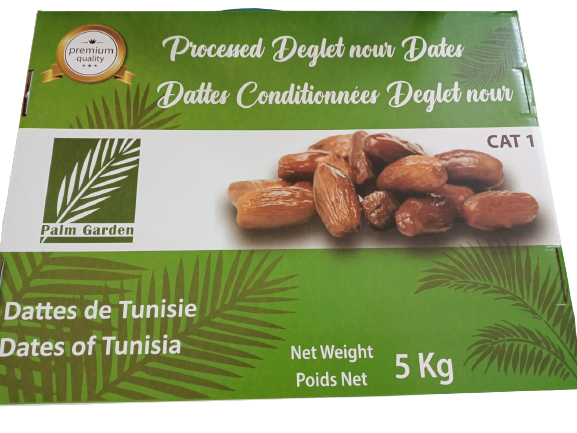 premium
quality
Processed Deglet nour Dates
Dattes Conditionnées Deglet nour
CAT 1
Palm Garden
Dattes de Tunisie
Dates of Tunisia
Net Weight
Poids Net
5 Kg